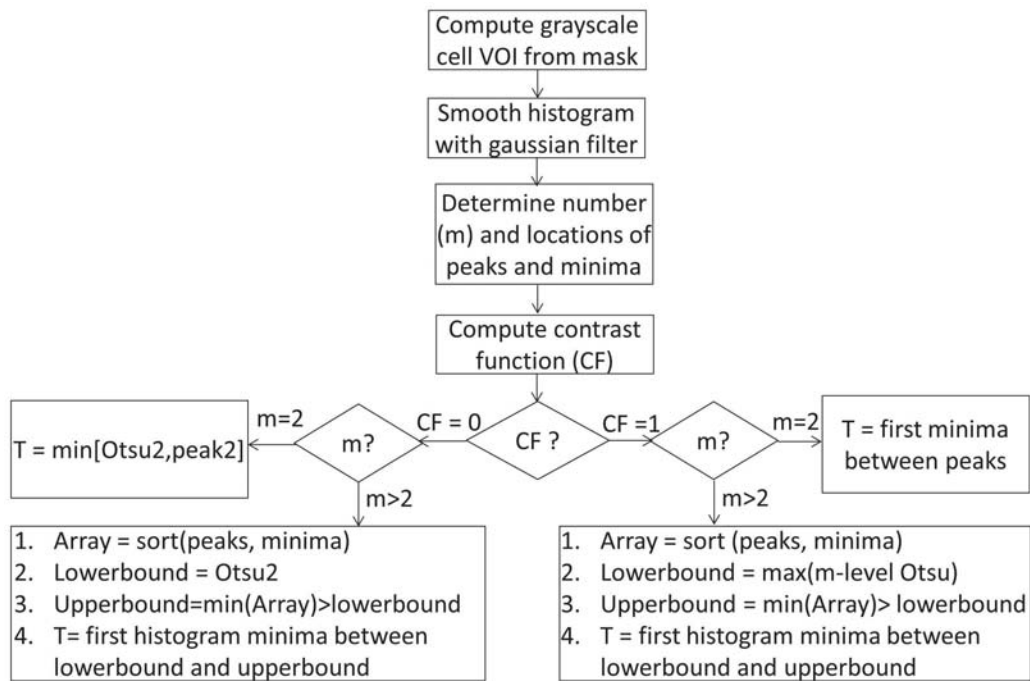 Compute grayscale
cell VOI from mask
Smooth histogram
with gaussian filter
Determine number
(m) and locations of
peaks and minima
Compute contrast
function (CF)
CF ?
CF = 0
m?
m=2
T = min[Otsu2,peak2]
m>2
1. Array = sort(peaks, minima)
2. Lowerbound = Otsu2
3. Upperbound=min(Array)>lowerbound
4. T= first histogram minima between
lowerbound and upperbound
CF =1
m?
m=2
T = first minima
between peaks
m>2
1. Array = sort (peaks, minima)
2. Lowerbound = max(m-level Otsu)
3. Upperbound = min(Array)> lowerbound
4. T = first histogram minima between
lowerbound and upperbound